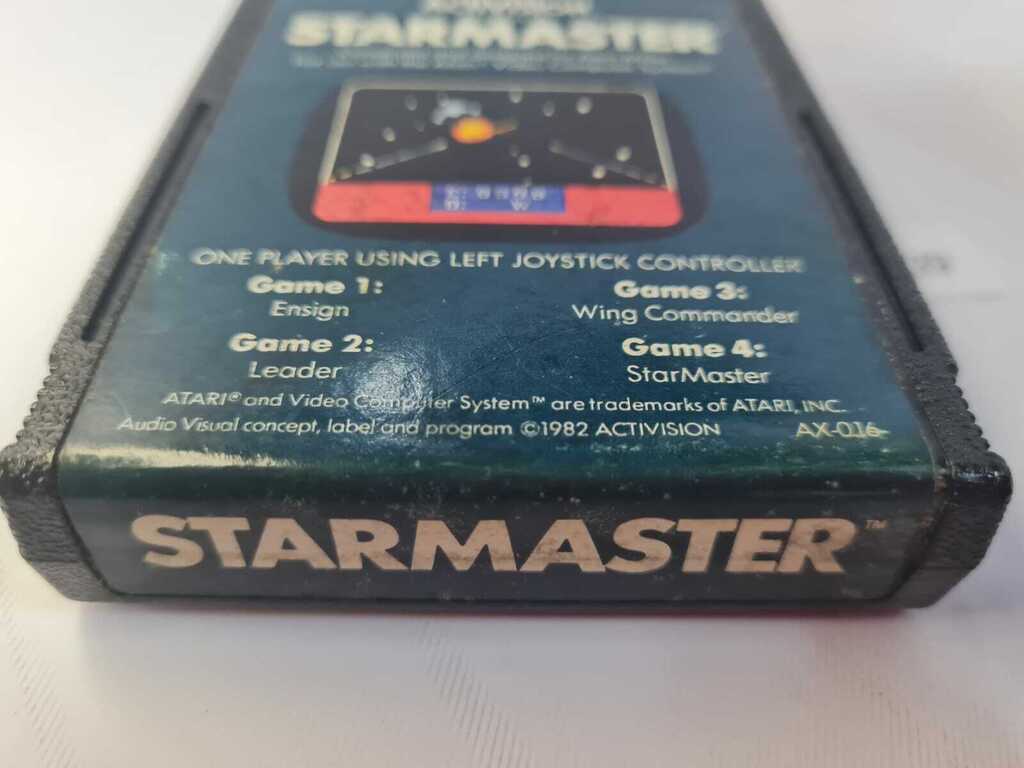 ACTIVISION
STARMASTER
ONE PLAYER USING LEFT JOYSTICK CONTROLLER
Game 1:
Ensign
Game 2:
Leader
Game 3:
Wing Commander
Game 4:
StarMaster
ATARI® and Video Computer System™ are trademarks of ATARI, INC.
Audio Visual concept, label and program ©1982 ACTIVISION
AX-016
STARMASTER™